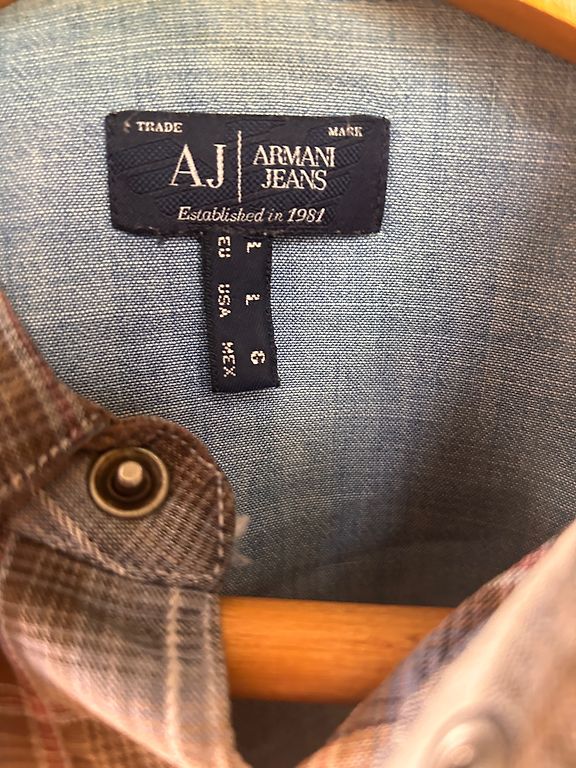 TRADE MARK
AJ ARMANI
JEANS
Established in 1981
EU L
USA L
MEX G